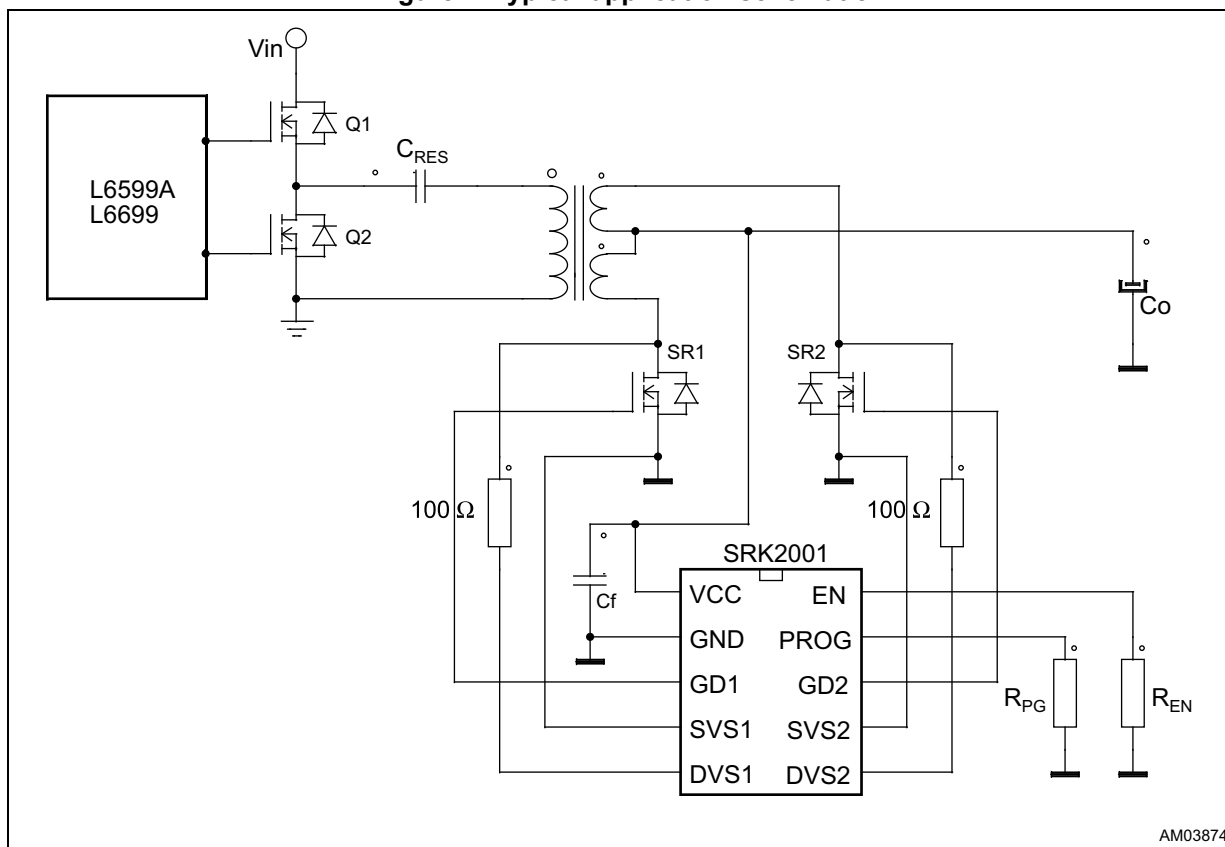 Vin
Q1
C_RES
L6599A
L6699
Q2
Co
SR1
SR2
100 Ω
100 Ω
SRK2001
Cf
VCC
EN
GND
PROG
GD1
GD2
R_PG
R_EN
SVS1
SVS2
DVS1
DVS2
AM03874